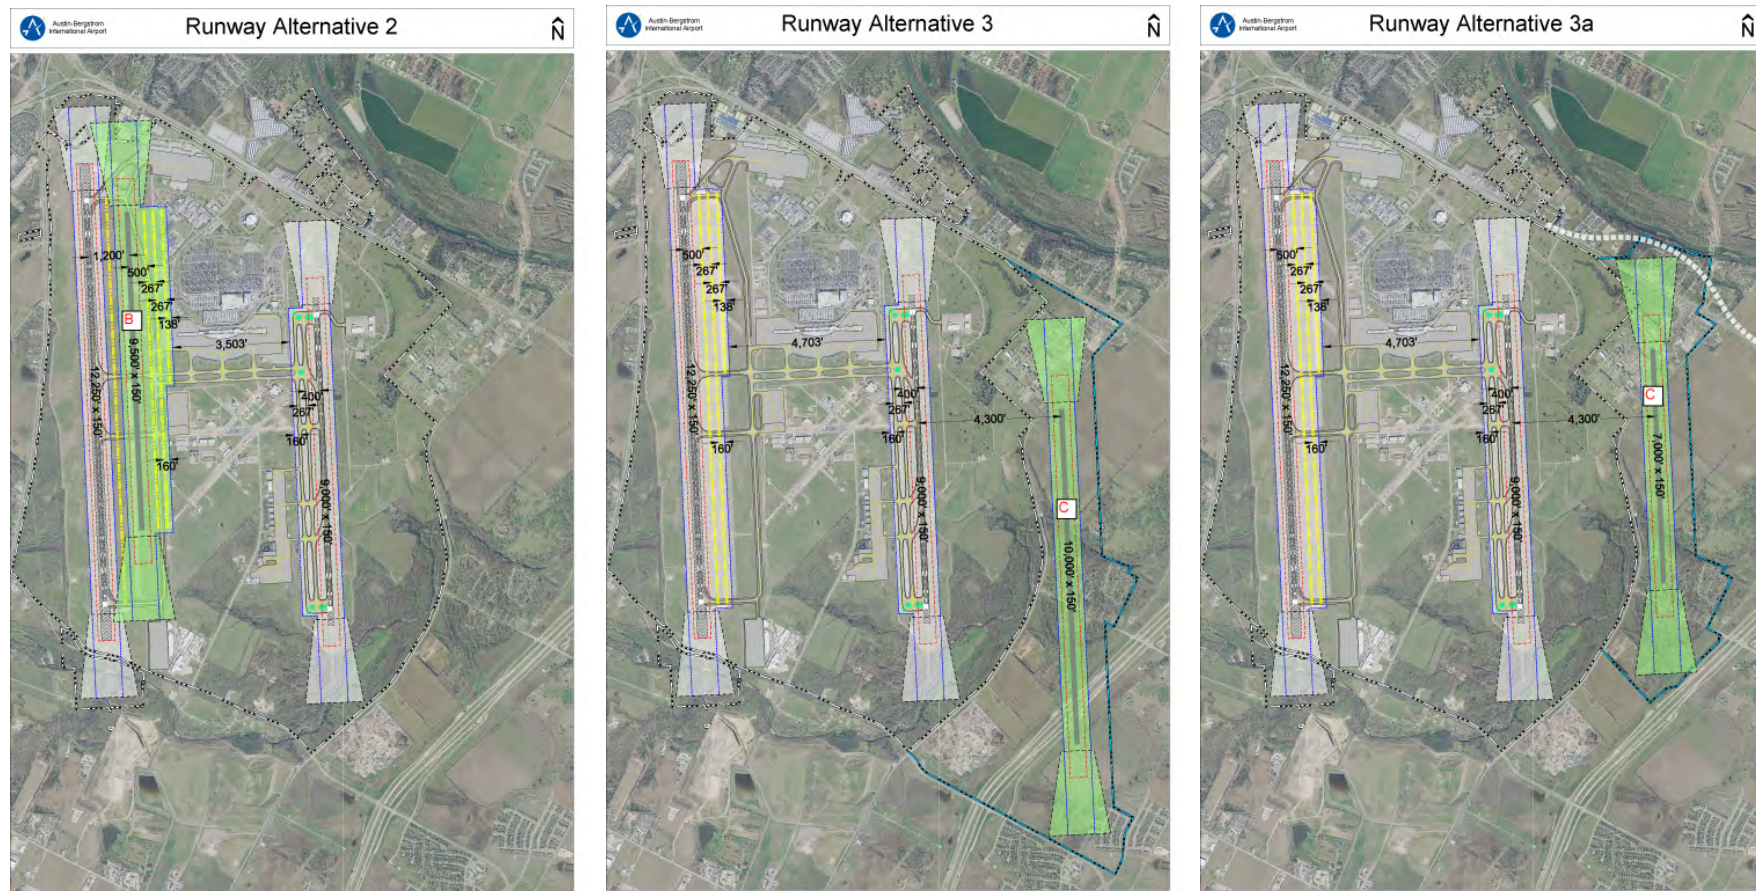 Austin-Bergstrom
International Airport
Runway Alternative 2
N
1,200'
500'
267'
267'
138'
B
3,503'
9,500' x 150'
12,250' x 150'
400'
267'
160'
160'
9,000' x 150'
Austin-Bergstrom
International Airport
Runway Alternative 3
N
500'
267'
267'
138'
4,703'
12,250' x 150'
400'
267'
4,300'
160'
160'
9,000' x 150'
C
10,000' x 150'
Austin-Bergstrom
International Airport
Runway Alternative 3a
N
500'
267'
267'
138'
4,703'
12,250' x 150'
400'
267'
4,300'
160'
160'
9,000' x 150'
C
7,000' x 150'